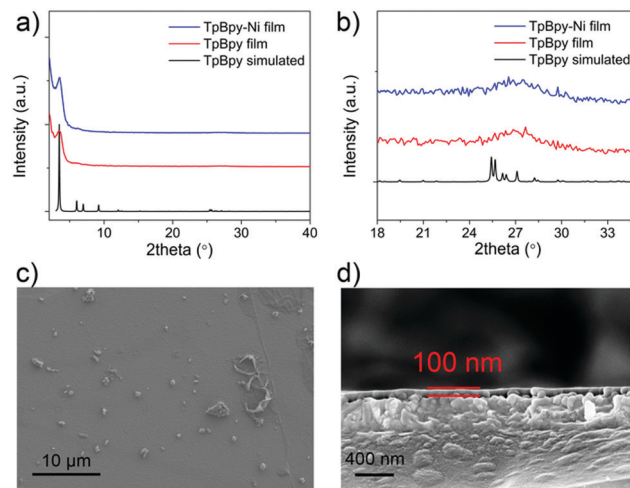 a)
TpBpy-Ni film
TpBpy film
TpBpy simulated
Intensity (a.u.)
10
20
30
40
2theta (°)
b)
TpBpy-Ni film
TpBpy film
TpBpy simulated
Intensity (a.u.)
18
21
24
27
30
33
2theta (°)
c)
10 µm
d)
100 nm
400 nm